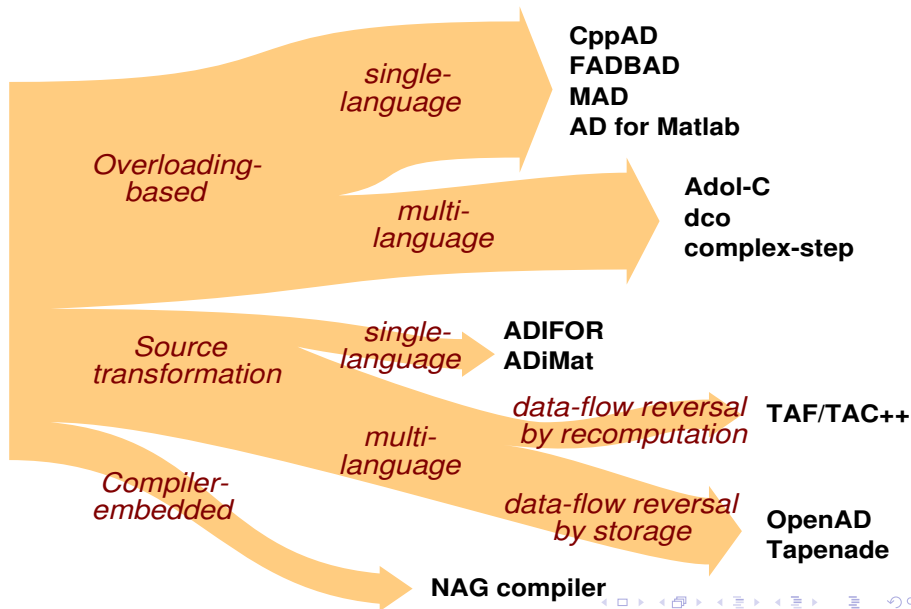 CppAD
FADBAD
MAD
AD for Matlab
single-
language
Overloading-
based
multi-
language
Adol-C
dco
complex-step
Source
transformation
single-
language
ADIFOR
ADiMat
data-flow reversal
by recomputation
TAF/TAC++
multi-
language
data-flow reversal
by storage
OpenAD
Tapenade
Compiler-
embedded
NAG compiler